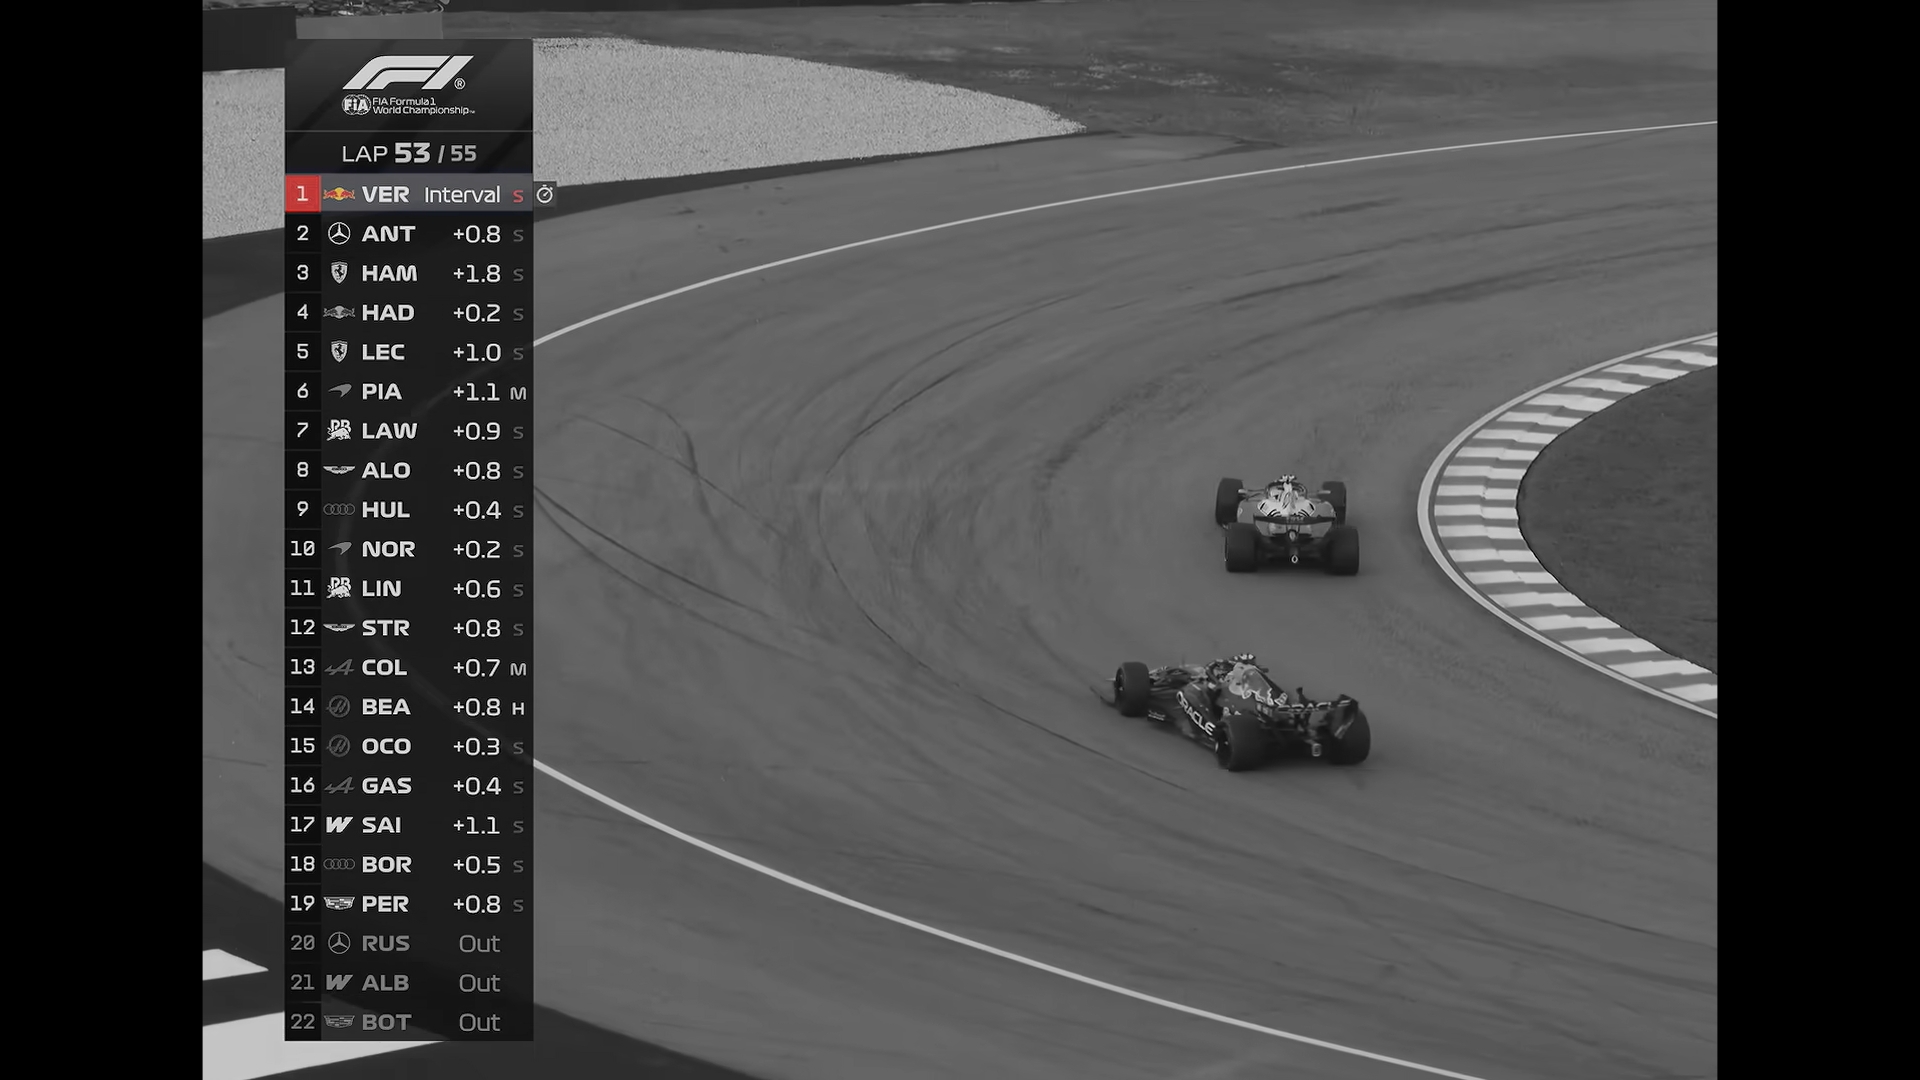 F1®
FIA FIA Formula 1
World Championship™
LAP 53 / 55
1 VER Interval S
2 ANT +0.8 S
3 HAM +1.8 S
4 HAD +0.2 S
5 LEC +1.0 S
6 PIA +1.1 M
7 LAW +0.9 S
8 ALO +0.8 S
9 HUL +0.4 S
10 NOR +0.2 S
11 LIN +0.6 S
12 STR +0.8 S
13 COL +0.7 M
14 BEA +0.8 H
15 OCO +0.3 S
16 GAS +0.4 S
17 SAI +1.1 S
18 BOR +0.5 S
19 PER +0.8 S
20 RUS Out
21 ALB Out
22 BOT Out
ORACLE